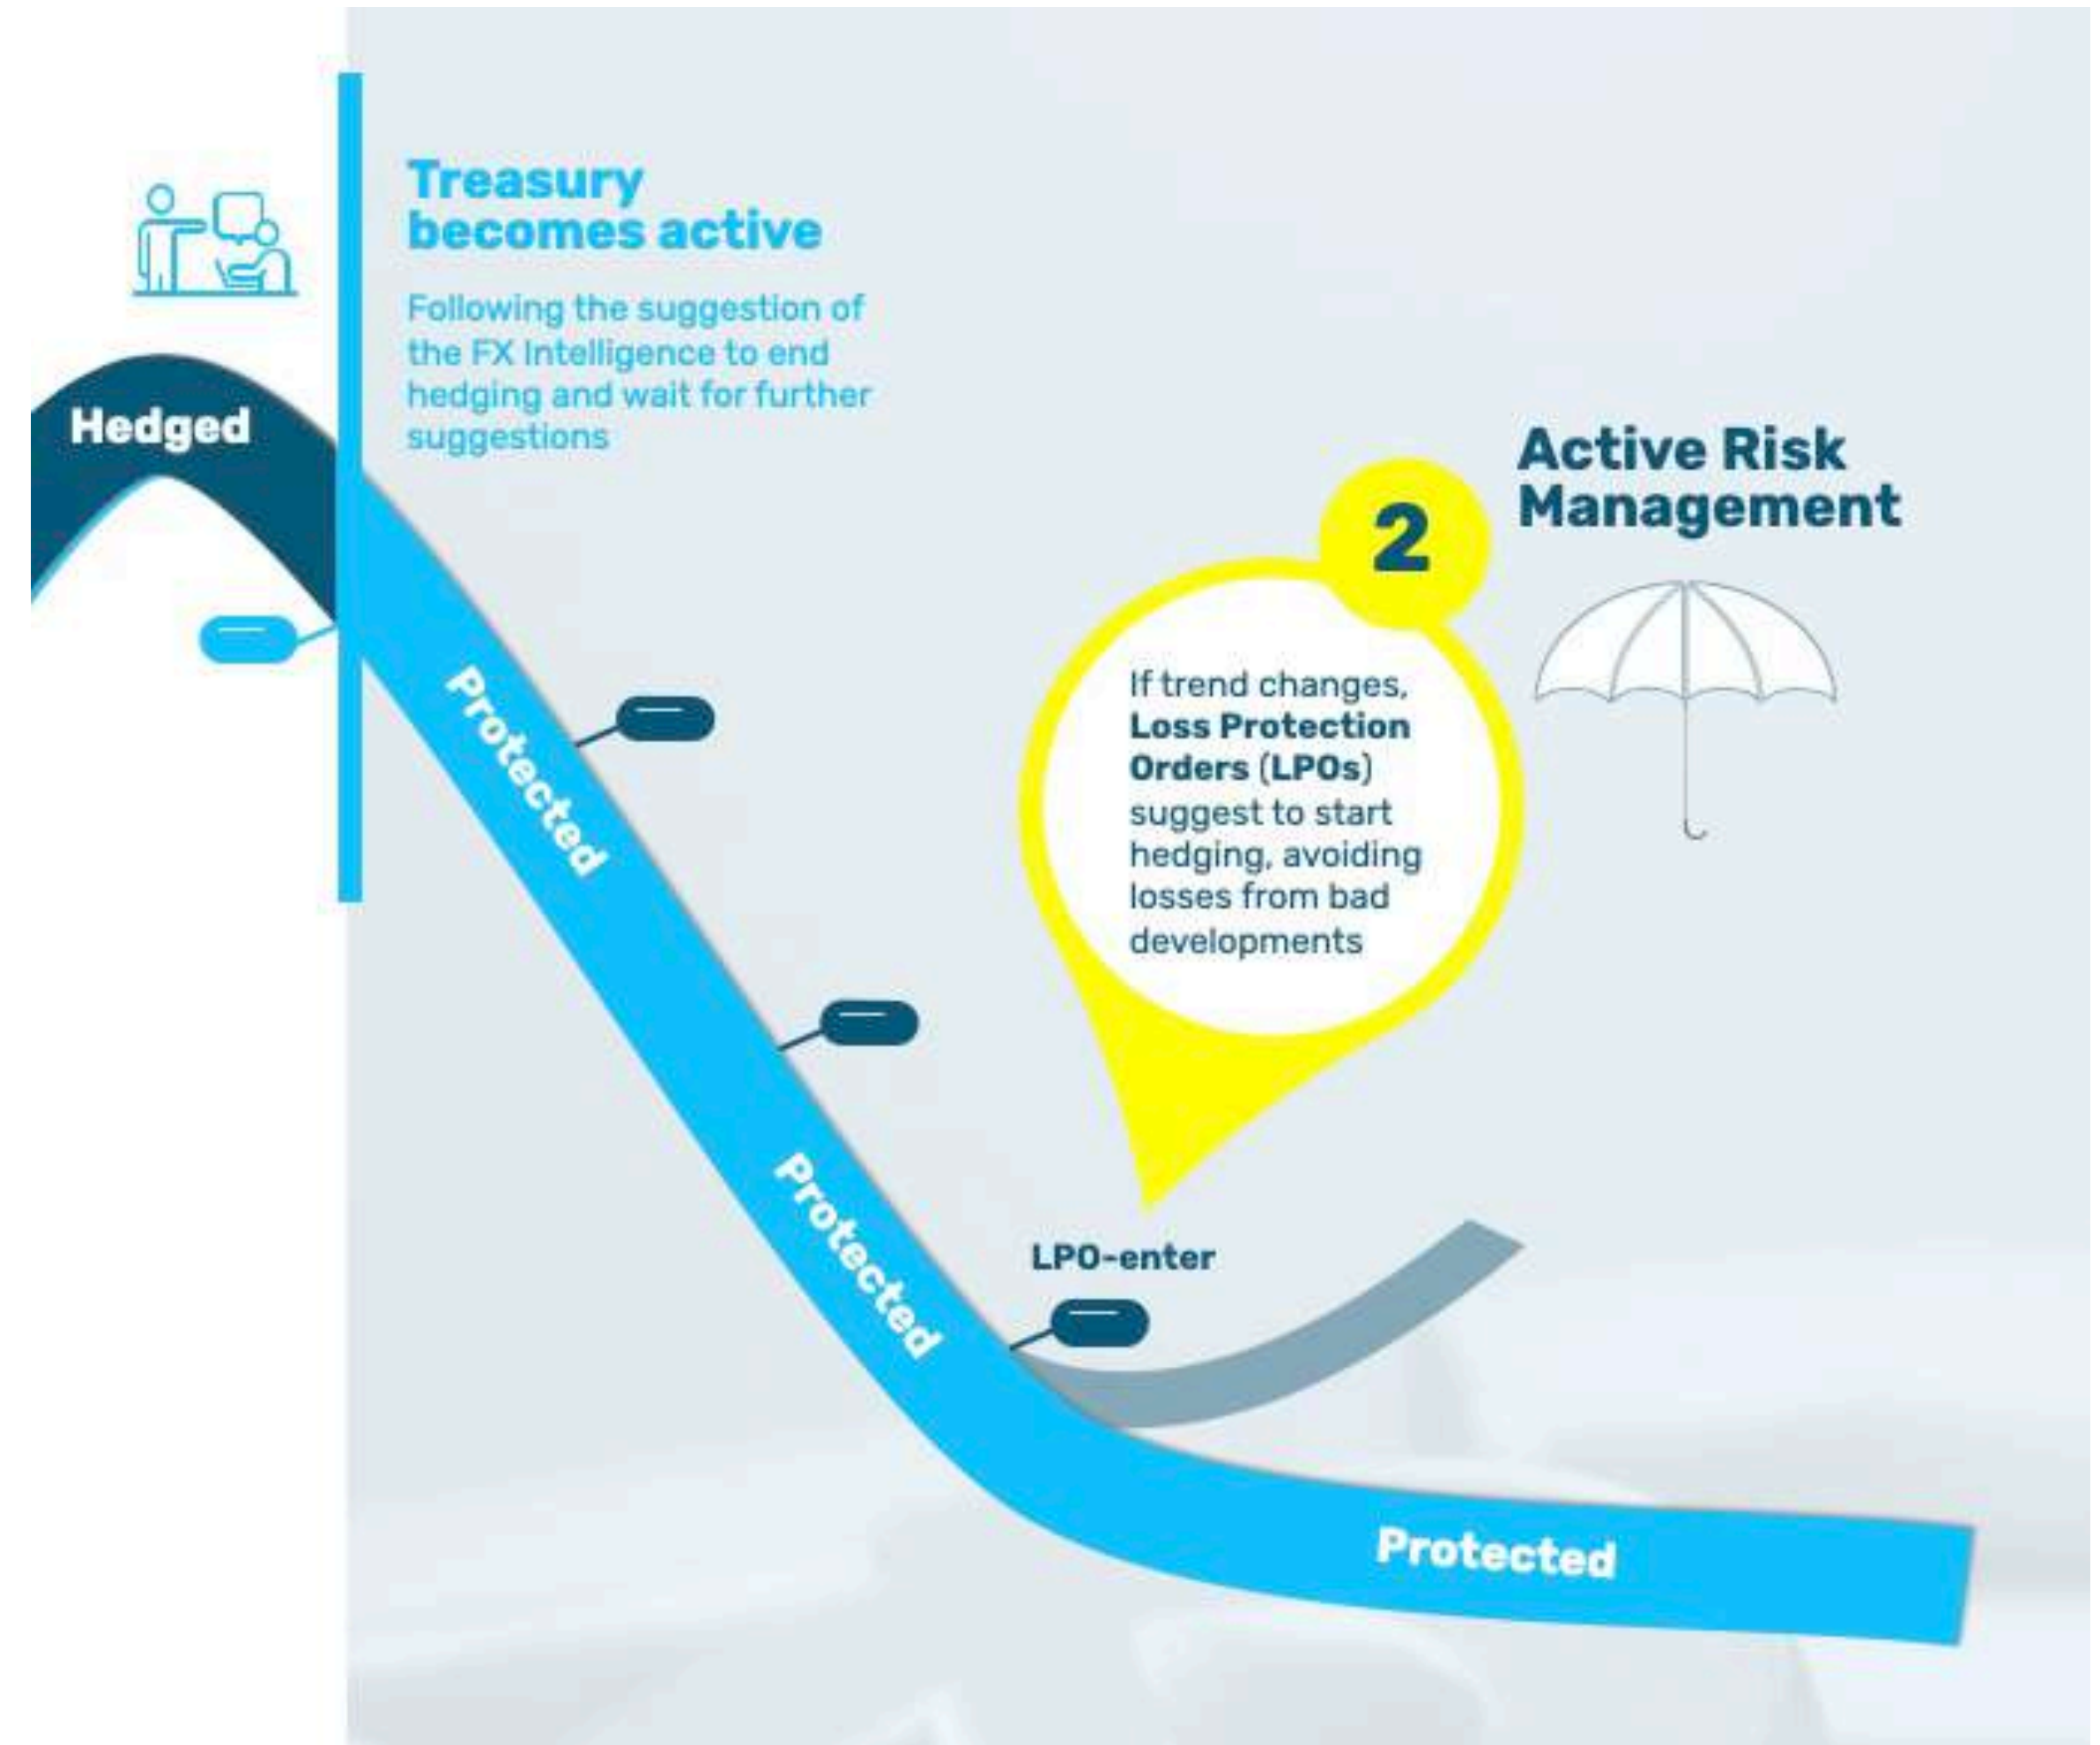 Treasury
becomes active
Following the suggestion of
the FX Intelligence to end
hedging and wait for further
suggestions
Hedged
Active Risk
Management
2
If trend changes,
Loss Protection
Orders (LPOs)
suggest to start
hedging, avoiding
losses from bad
developments
Protected
Protected
LPO-enter
Protected